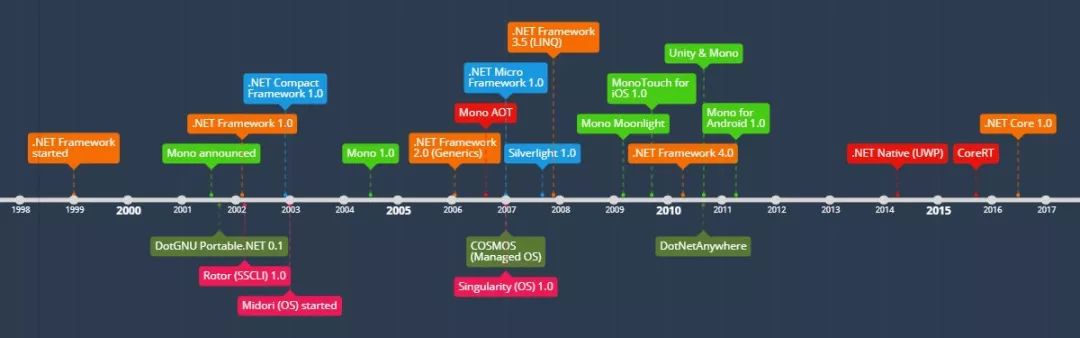 .NET Framework
3.5 (LINQ)
Unity & Mono
.NET Micro
Framework 1.0
.NET Compact
Framework 1.0
MonoTouch for
iOS 1.0
Mono AOT
Mono for
Android 1.0
.NET Framework 1.0
Mono Moonlight
.NET Core 1.0
.NET Framework
started
.NET Framework
2.0 (Generics)
Mono announced
Mono 1.0
Silverlight 1.0
.NET Framework 4.0
.NET Native (UWP)
CoreRT
1998 1999 2000 2001 2002 2003 2004 2005 2006 2007 2008 2009 2010 2011 2012 2013 2014 2015 2016 2017
DotGNU Portable.NET 0.1
COSMOS
(Managed OS)
DotNetAnywhere
Rotor (SSCLI) 1.0
Singularity (OS) 1.0
Midori (OS) started